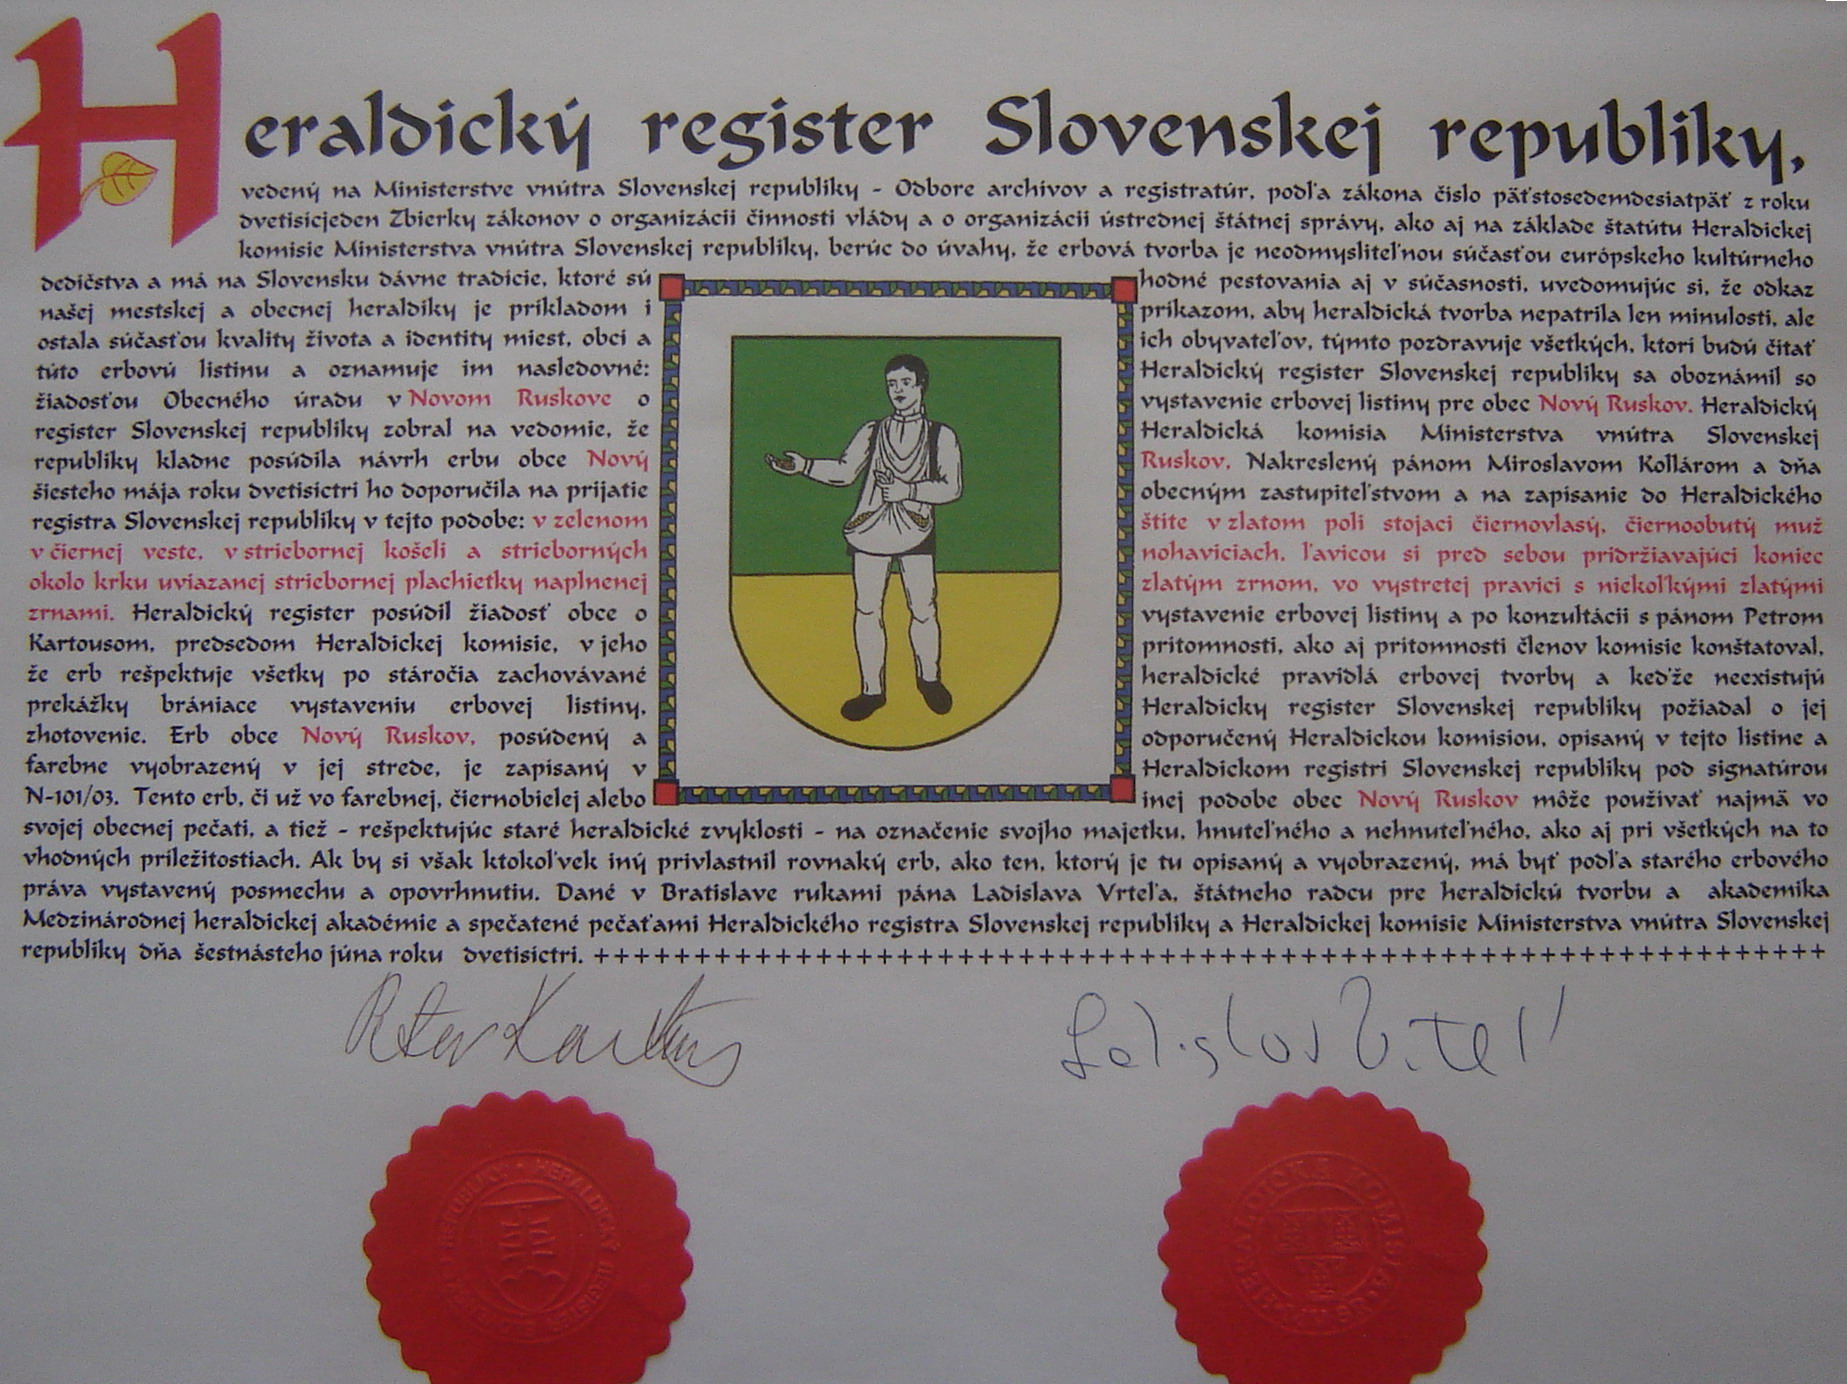 Heraldický register Slovenskej republiky,
vedený na Ministerstve vnútra Slovenskej republiky - Odbore archívov a registratúr, podľa zákona číslo päťstosedemdesiatpäť z roku
dvetisícjeden Zbierky zákonov o organizácii činnosti vlády a o organizácii ústrednej štátnej správy, ako aj na základe štatútu Heraldickej
komisie Ministerstva vnútra Slovenskej republiky, berúc do úvahy, že erbová tvorba je neodmysliteľnou súčasťou európskeho kultúrneho
dedičstva a má na Slovensku dávne tradície, ktoré sú hodné pestovania aj v súčasnosti, uvedomujúc si, že odkaz
našej mestskej a obecnej heraldiky je príkladom i príkazom, aby heraldická tvorba nepatrila len minulosti, ale
ostala súčasťou kvality života a identity miest, obcí a ich obyvateľov, týmto pozdravuje všetkých, ktorí budú čítať
túto erbovú listinu a oznamuje im nasledovné: Heraldický register Slovenskej republiky sa oboznámil so
žiadosťou Obecného úradu v Novom Ruskove o vystavenie erbovej listiny pre obec Nový Ruskov. Heraldický
register Slovenskej republiky zobral na vedomie, že Heraldická komisia Ministerstva vnútra Slovenskej
republiky kladne posúdila návrh erbu obce Nový Ruskov. Nakreslený pánom Miroslavom Kollárom a dňa
šiesteho mája roku dvetisíctri ho doporučila na prijatie obecným zastupiteľstvom a na zapísanie do Heraldického
registra Slovenskej republiky v tejto podobe: v zelenom štíte v zlatom poli stojaci čiernovlasý, čiernoobutý muž
v čiernej veste, v striebornej košeli a strieborných nohaviciach, ľavicou si pred sebou pridržiavajúci koniec
okolo krku uviazanej striebornej plachietky naplnenej zlatým zrnom, vo vystretej pravici s niekoľkými zlatými
zrnami. Heraldický register posúdil žiadosť obce o vystavenie erbovej listiny a po konzultácii s pánom Petrom
Kartousom, predsedom Heraldickej komisie, v jeho prítomnosti, ako aj prítomnosti členov komisie konštatoval,
že erb rešpektuje všetky po stáročia zachovávané heraldické pravidlá erbovej tvorby a keďže neexistujú
prekážky brániace vystaveniu erbovej listiny, Heraldicky register Slovenskej republiky požiadal o jej
zhotovenie. Erb obce Nový Ruskov, posúdený a odporučený Heraldickou komisiou, opísaný v tejto listine a
farebne vyobrazený v jej strede, je zapísaný v Heraldickom registri Slovenskej republiky pod signatúrou
N-101/03. Tento erb, či už vo farebnej, čiernobielej alebo inej podobe obec Nový Ruskov môže používať najmä vo
svojej obecnej pečati, a tiež - rešpektujúc staré heraldické zvyklosti - na označenie svojho majetku, hnuteľného a nehnuteľného, ako aj pri všetkých na to
vhodných príležitostiach. Ak by si však ktokoľvek iný privlastnil rovnaký erb, ako ten, ktorý je tu opísaný a vyobrazený, má byť podľa starého erbového
práva vystavený posmechu a opovrhnutiu. Dané v Bratislave rukami pána Ladislava Vrteľa, štátneho radcu pre heraldickú tvorbu a akademika
Medzinárodnej heraldickej akadémie a spečatené pečaťami Heraldického registra Slovenskej republiky a Heraldickej komisie Ministerstva vnútra Slovenskej
republiky dňa šestnásteho júna roku dvetisíctri. ++++++++++++++++++++++++++++++++++++++++++++++++++++++++++++
Peter Kartous
Ladislav Vrteľ
HERALDICKÝ REGISTER
HERALDICKÁ KOMISIA